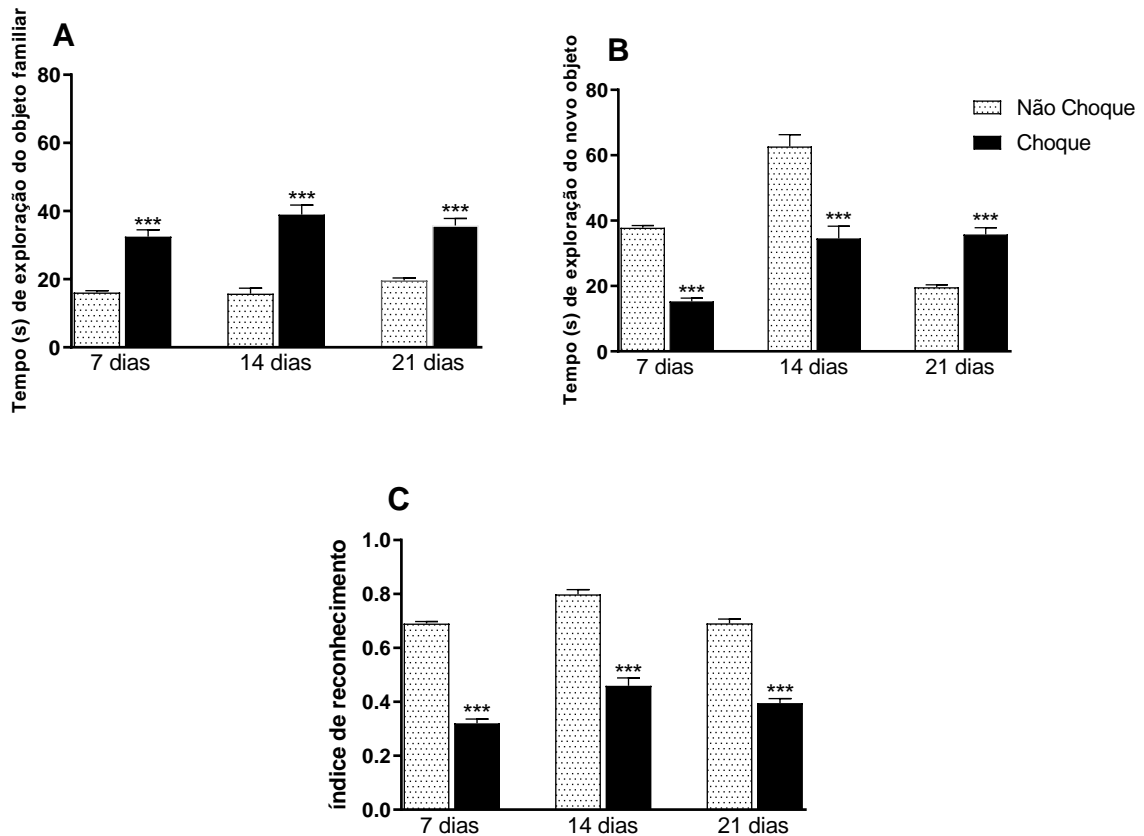 A
Tempo (s) de exploração do objeto familiar
80
60
40
20
0
***
***
***
7 dias
14 dias
21 dias
B
Tempo (s) de exploração do novo objeto
80
60
40
20
0
***
***
***
7 dias
14 dias
21 dias
Não Choque
Choque
C
índice de reconhecimento
1.0
0.8
0.6
0.4
0.2
0.0
***
***
***
7 dias
14 dias
21 dias